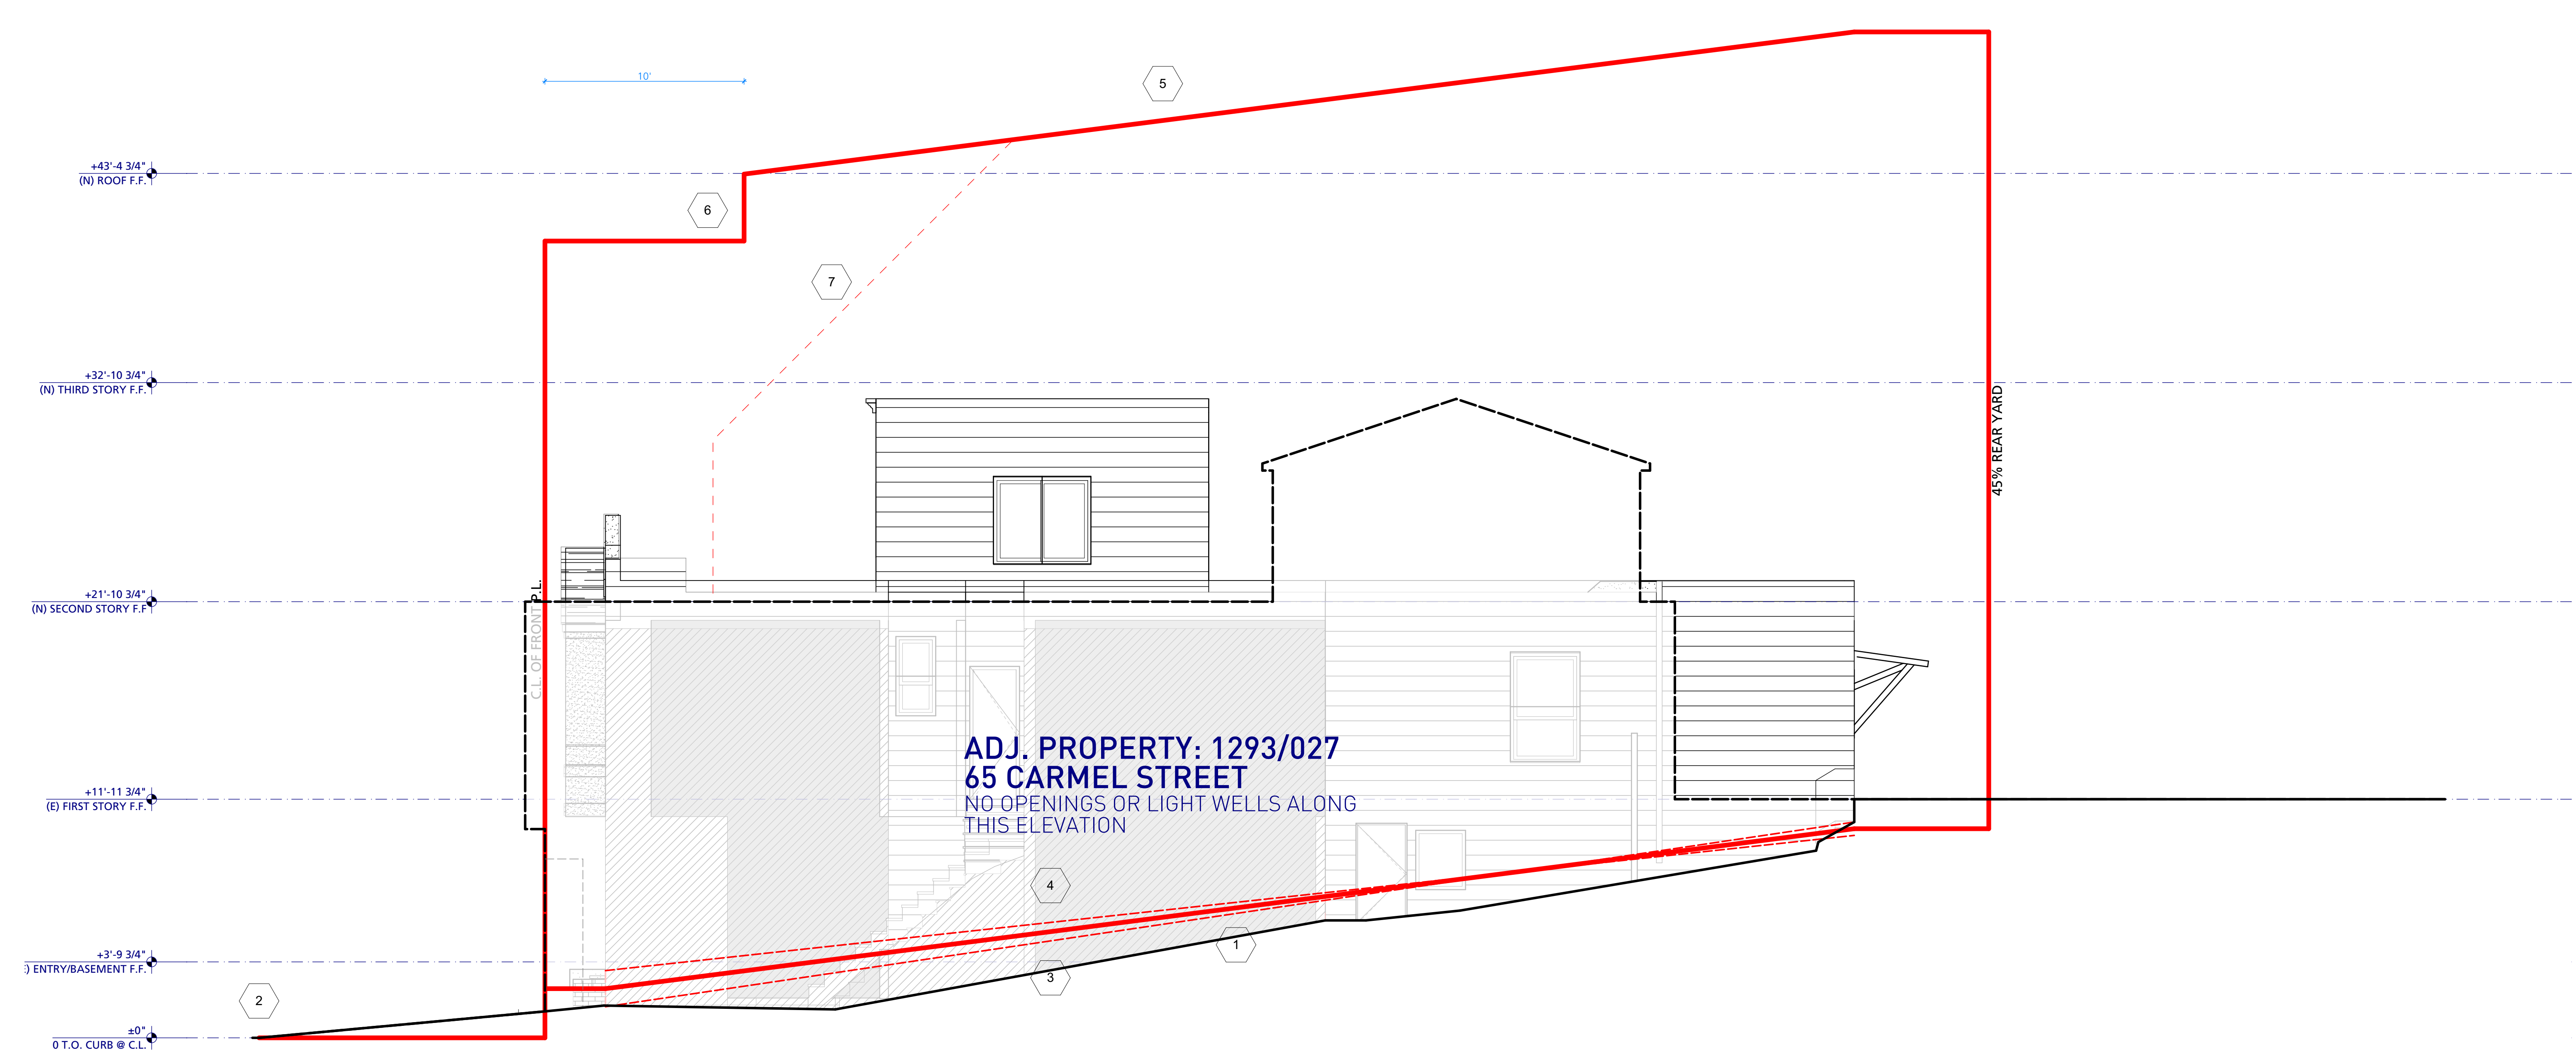 10'
5
+43'-4 3/4"
(N) ROOF F.F.
6
7
+32'-10 3/4"
(N) THIRD STORY F.F.
45% REAR YARD
+21'-10 3/4"
(N) SECOND STORY F.F
C.L. OF FRONT P.L.
ADJ. PROPERTY: 1293/027
65 CARMEL STREET
NO OPENINGS OR LIGHT WELLS ALONG
THIS ELEVATION
+11'-11 3/4"
(E) FIRST STORY F.F.
4
1
+3'-9 3/4"
) ENTRY/BASEMENT F.F.
3
2
±0"
0 T.O. CURB @ C.L.